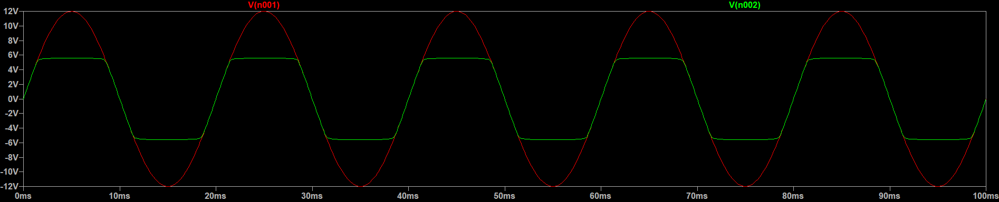 V(n001) V(n002)
12V
10V
8V
6V
4V
2V
0V
-2V
-4V
-6V
-8V
-10V
-12V
0ms 10ms 20ms 30ms 40ms 50ms 60ms 70ms 80ms 90ms 100ms